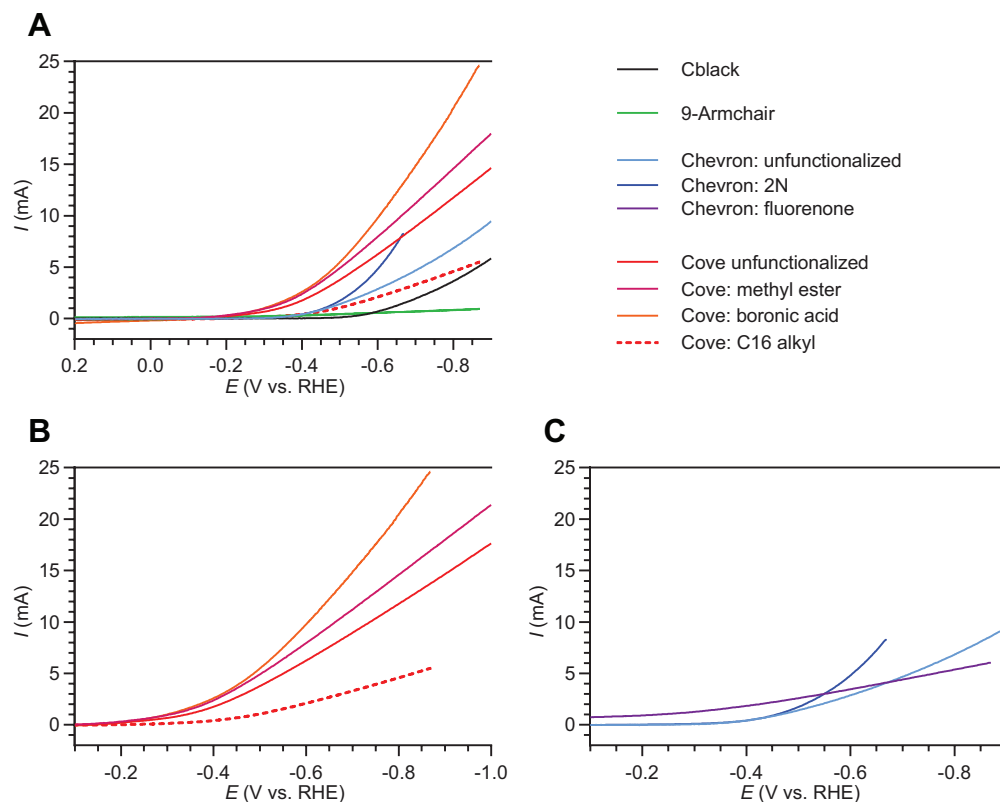 A
25
20
15
10
5
0
I (mA)
0.2 0.0 -0.2 -0.4 -0.6 -0.8
E (V vs. RHE)
Cblack
9-Armchair
Chevron: unfunctionalized
Chevron: 2N
Chevron: fluorenone
Cove unfunctionalized
Cove: methyl ester
Cove: boronic acid
Cove: C16 alkyl
B
25
20
15
10
5
0
I (mA)
-0.2 -0.4 -0.6 -0.8 -1.0
E (V vs. RHE)
C
25
20
15
10
5
0
I (mA)
-0.2 -0.4 -0.6 -0.8
E (V vs. RHE)